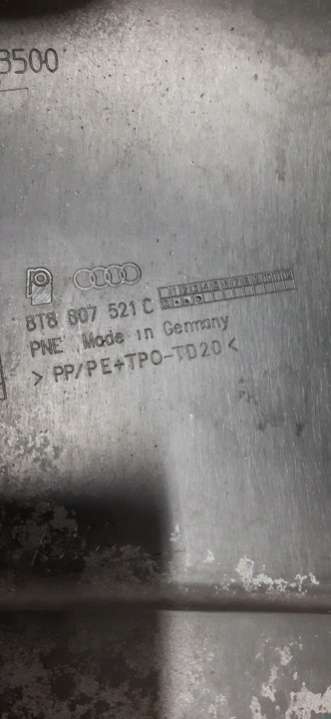 3500
8T8 807 521 C
PNE Made in Germany
> PP/PE+TPO-TD20 <